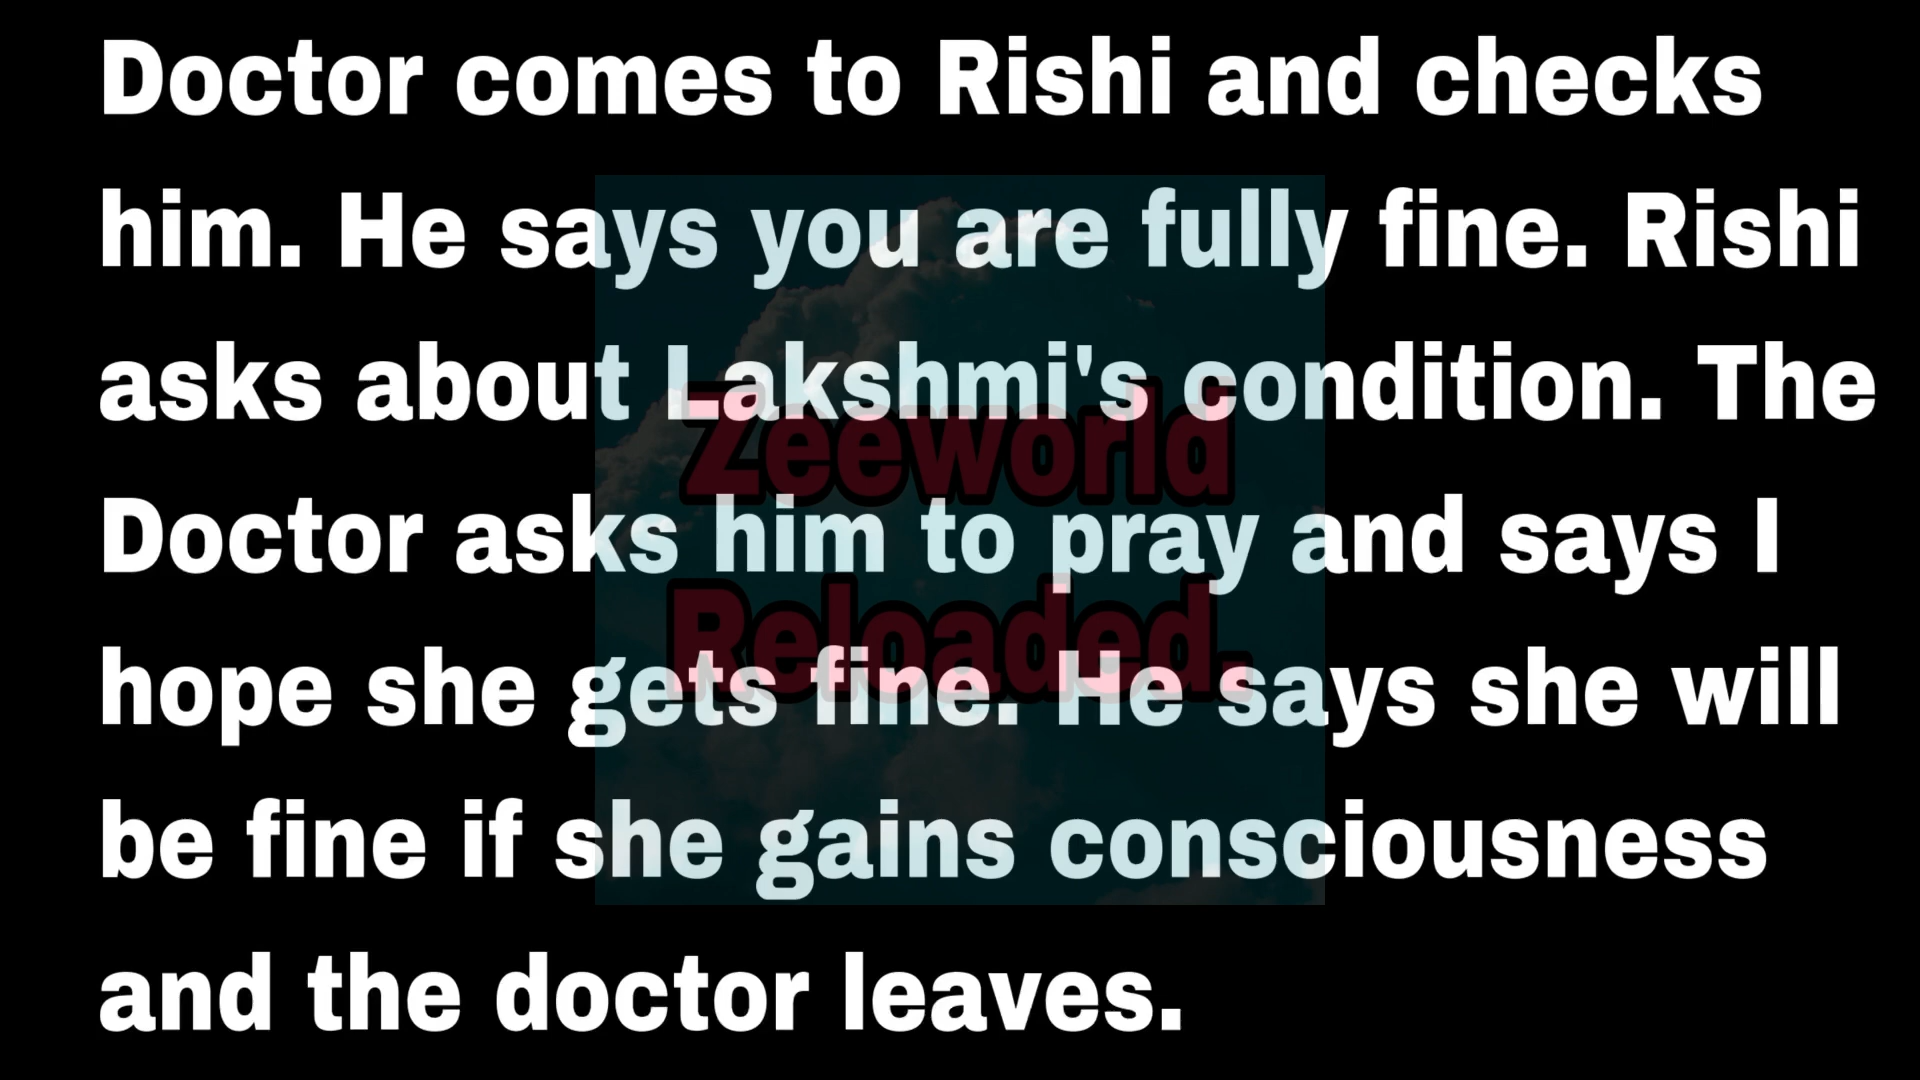 Doctor comes to Rishi and checks
him. He says you are fully fine. Rishi
asks about Lakshmi's condition. The
Doctor asks him to pray and says I
hope she gets fine. He says she will
be fine if she gains consciousness
and the doctor leaves.
Zeeworld
Reloaded.